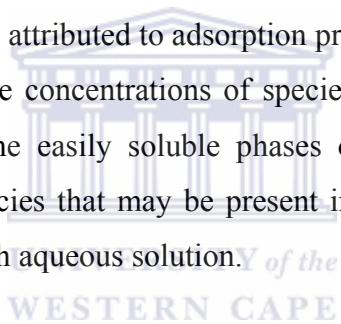 attributed to adsorption pr
e concentrations of specie
ne easily soluble phases
cies that may be present i
h aqueous solution.
UNIVERSITY of the
WESTERN CAPE